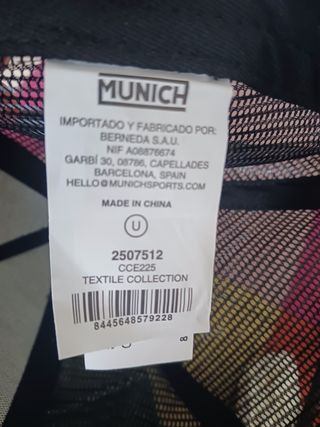 MUNICH
IMPORTADO Y FABRICADO POR:
BERNEDA S.A.U.
NIF A08876674
GARBÍ 30, 08786, CAPELLADES
BARCELONA, SPAIN
HELLO@MUNICHSPORTS.COM
MADE IN CHINA
U
2507512
CCE225
TEXTILE COLLECTION
8445648579228